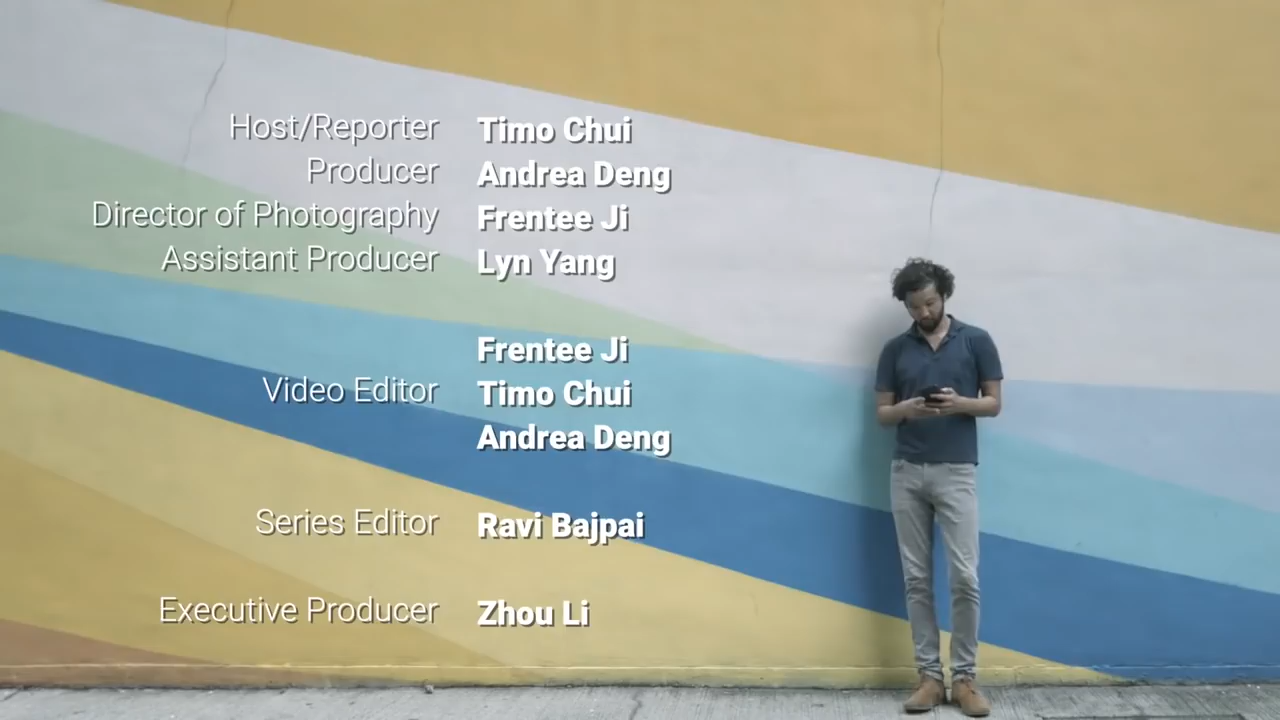 Host/Reporter Timo Chui
Producer Andrea Deng
Director of Photography Frentee Ji
Assistant Producer Lyn Yang
Frentee Ji
Video Editor Timo Chui
Andrea Deng
Series Editor Ravi Bajpai
Executive Producer Zhou Li